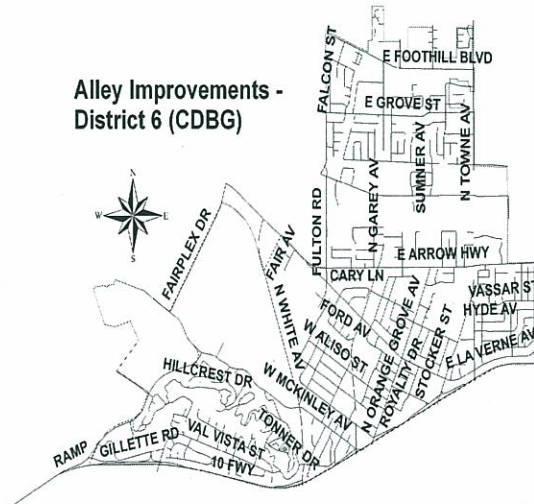 Alley Improvements -
District 6 (CDBG)
N
W
E
S
FALCON ST
E FOOTHILL BLVD
E GROVE ST
N GAREY AV
SUMNER AV
N TOWNE AV
FULTON RD
E ARROW HWY
FAIRPLEX DR
FAIR AV
CARY LN
VASSAR ST
HYDE AV
N WHITE AV
FORD AV
W ALISO ST
N ORANGE GROVE AV
ROYALTY DR
STOCKER ST
E LA VERNE AV
HILLCREST DR
W MCKINLEY AV
TONNER DR
VAL VISTA ST
GILLETTE RD
RAMP
10 FWY